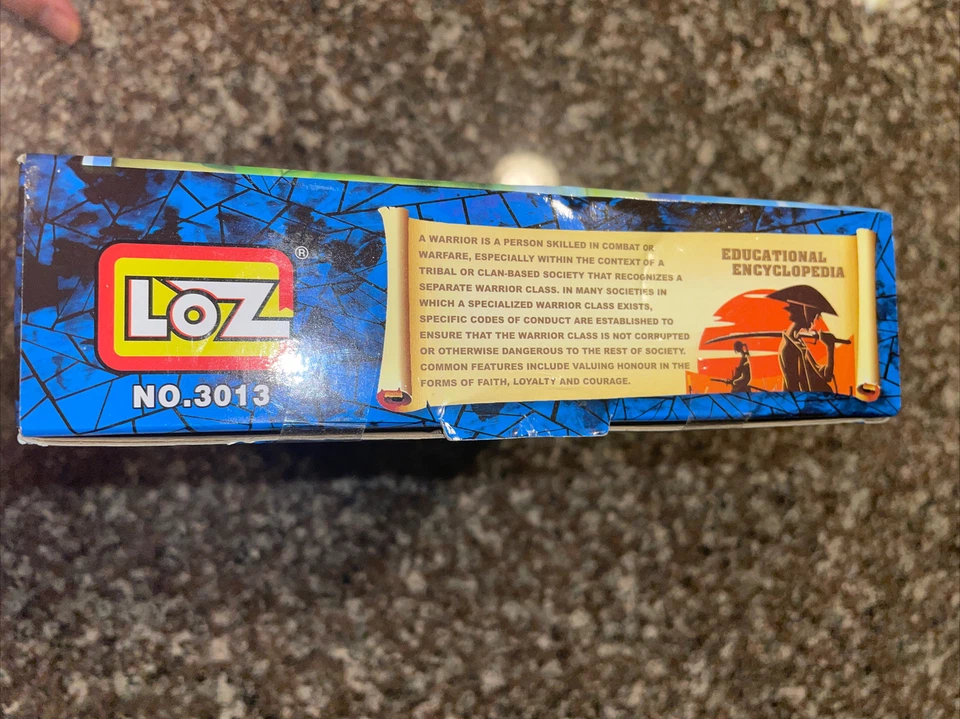 LOZ
®
NO.3013
A WARRIOR IS A PERSON SKILLED IN COMBAT OR
WARFARE, ESPECIALLY WITHIN THE CONTEXT OF A
TRIBAL OR CLAN-BASED SOCIETY THAT RECOGNIZES A
SEPARATE WARRIOR CLASS. IN MANY SOCIETIES IN
WHICH A SPECIALIZED WARRIOR CLASS EXISTS,
SPECIFIC CODES OF CONDUCT ARE ESTABLISHED TO
ENSURE THAT THE WARRIOR CLASS IS NOT CORRUPTED
OR OTHERWISE DANGEROUS TO THE REST OF SOCIETY.
COMMON FEATURES INCLUDE VALUING HONOUR IN THE
FORMS OF FAITH, LOYALTY AND COURAGE.
EDUCATIONAL
ENCYCLOPEDIA